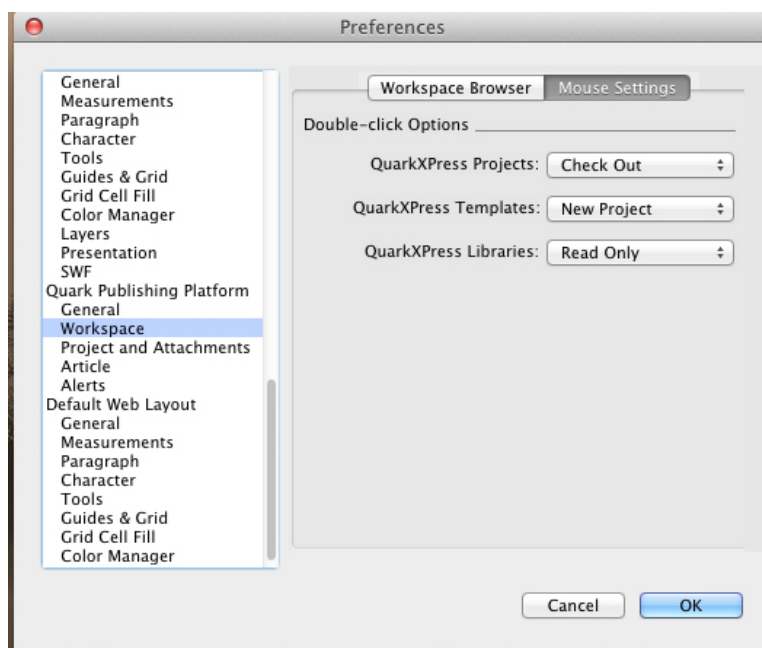 Preferences
General
Measurements
Paragraph
Character
Tools
Guides & Grid
Grid Cell Fill
Color Manager
Layers
Presentation
SWF
Quark Publishing Platform
General
Workspace
Project and Attachments
Article
Alerts
Default Web Layout
General
Measurements
Paragraph
Character
Tools
Guides & Grid
Grid Cell Fill
Color Manager
Workspace Browser Mouse Settings
Double-click Options
QuarkXPress Projects: Check Out
QuarkXPress Templates: New Project
QuarkXPress Libraries: Read Only
Cancel OK